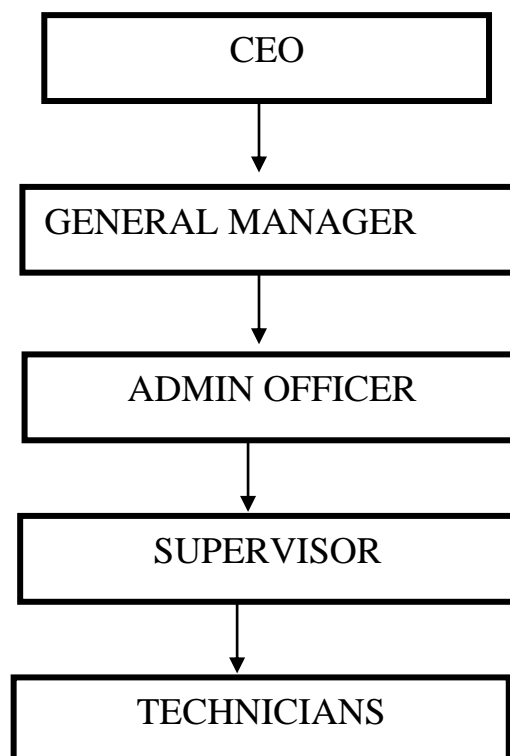 CEO
GENERAL MANAGER
ADMIN OFFICER
SUPERVISOR
TECHNICIANS